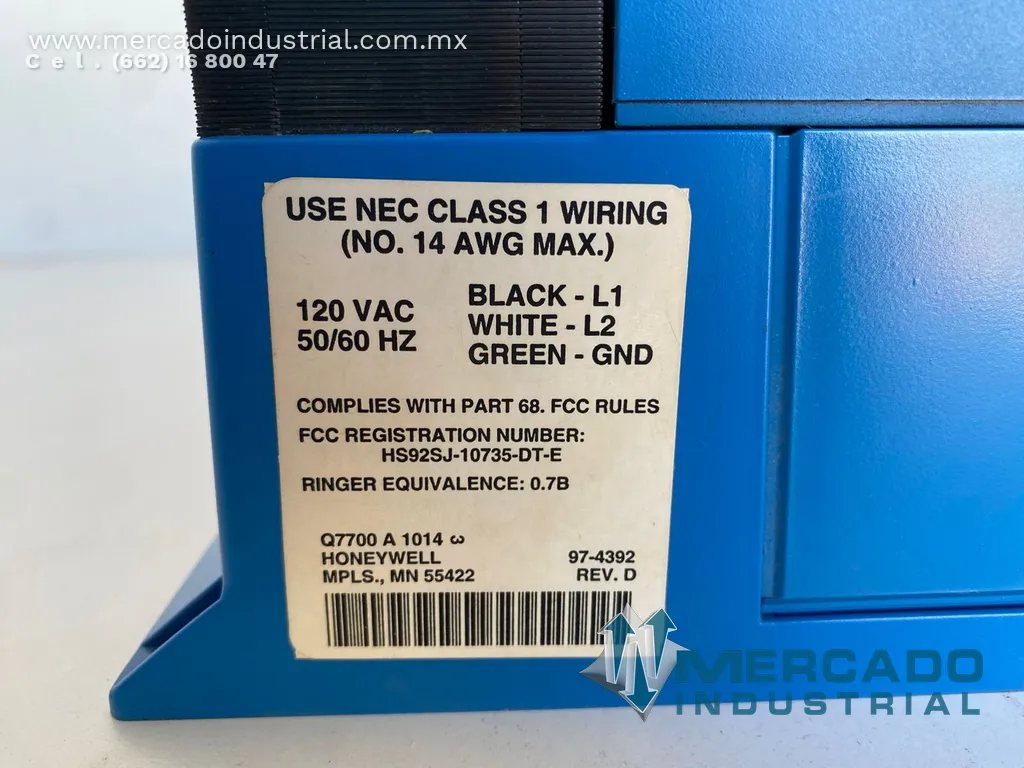 www.mercadoindustrial.com.mx
Cel. (662) 16 800 47
USE NEC CLASS 1 WIRING
(NO. 14 AWG MAX.)
120 VAC
50/60 HZ
BLACK - L1
WHITE - L2
GREEN - GND
COMPLIES WITH PART 68. FCC RULES
FCC REGISTRATION NUMBER:
HS92SJ-10735-DT-E
RINGER EQUIVALENCE: 0.7B
Q7700 A 1014 3
HONEYWELL
MPLS., MN 55422
97-4392
REV. D
MERCADO
INDUSTRIAL